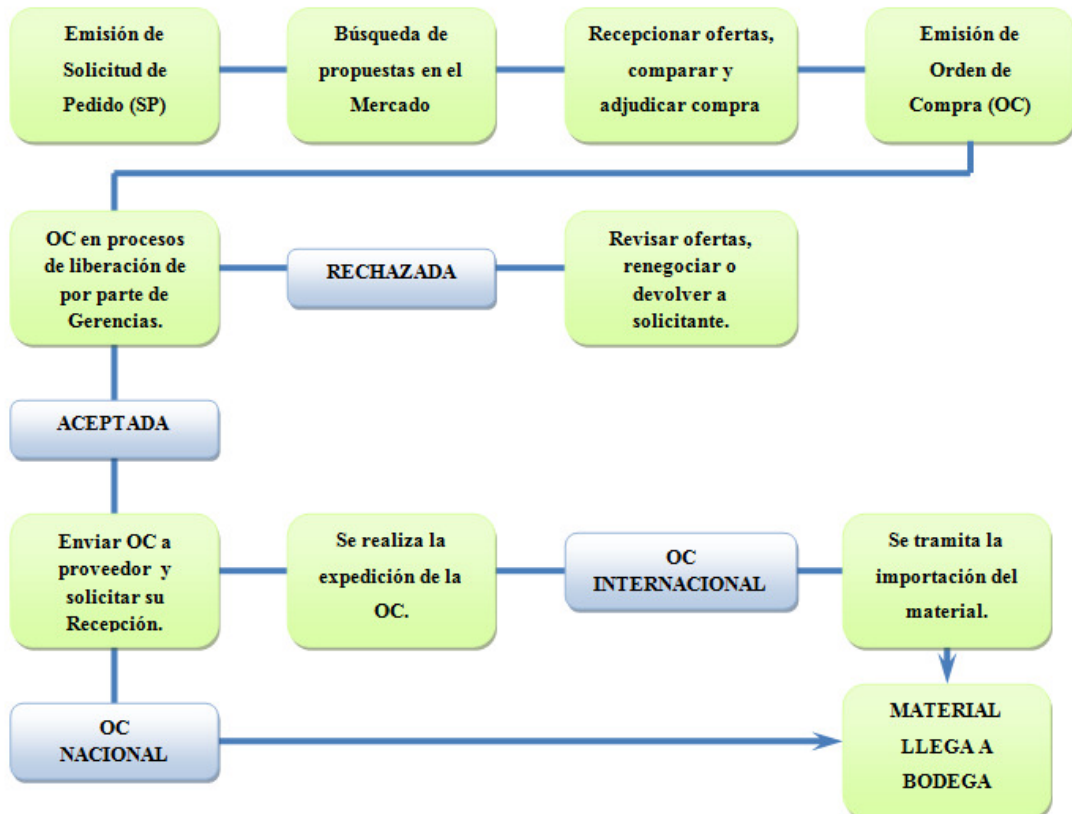 Emisión de
Solicitud de
Pedido (SP)
Búsqueda de
propuestas en el
Mercado
Recepcionar ofertas,
comparar y
adjudicar compra
Emisión de
Orden de
Compra (OC)
OC en procesos
de liberación de
por parte de
Gerencias.
RECHAZADA
Revisar ofertas,
renegociar o
devolver a
solicitante.
ACEPTADA
Enviar OC a
proveedor y
solicitar su
Recepción.
Se realiza la
expedición de la
OC.
OC
INTERNACIONAL
Se tramita la
importación del
material.
OC
NACIONAL
MATERIAL
LLEGA A
BODEGA